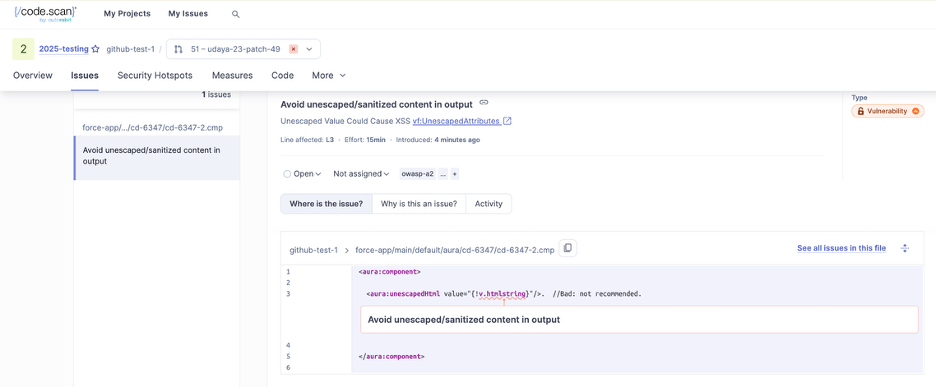 [/code.scan]*
by autorabit
My Projects
My Issues
2
2025-testing
github-test-1 /
51 – udaya-23-patch-49
Overview
Issues
Security Hotspots
Measures
Code
More
1 issues
force-app/.../cd-6347/cd-6347-2.cmp
Avoid unescaped/sanitized content in
output
Avoid unescaped/sanitized content in output
Unescaped Value Could Cause XSS vf:UnescapedAttributes
Line affected: L3 · Effort: 15min · Introduced: 4 minutes ago
Type
Vulnerability
Open
Not assigned
owasp-a2 ... +
Where is the issue?
Why is this an issue?
Activity
github-test-1 > force-app/main/default/aura/cd-6347/cd-6347-2.cmp
See all issues in this file
1 <aura:component>
2
3 <aura:unescapedHtml value="{!v.htmlstring}"/>. //Bad: not recommended.
Avoid unescaped/sanitized content in output
4
5 </aura:component>
6